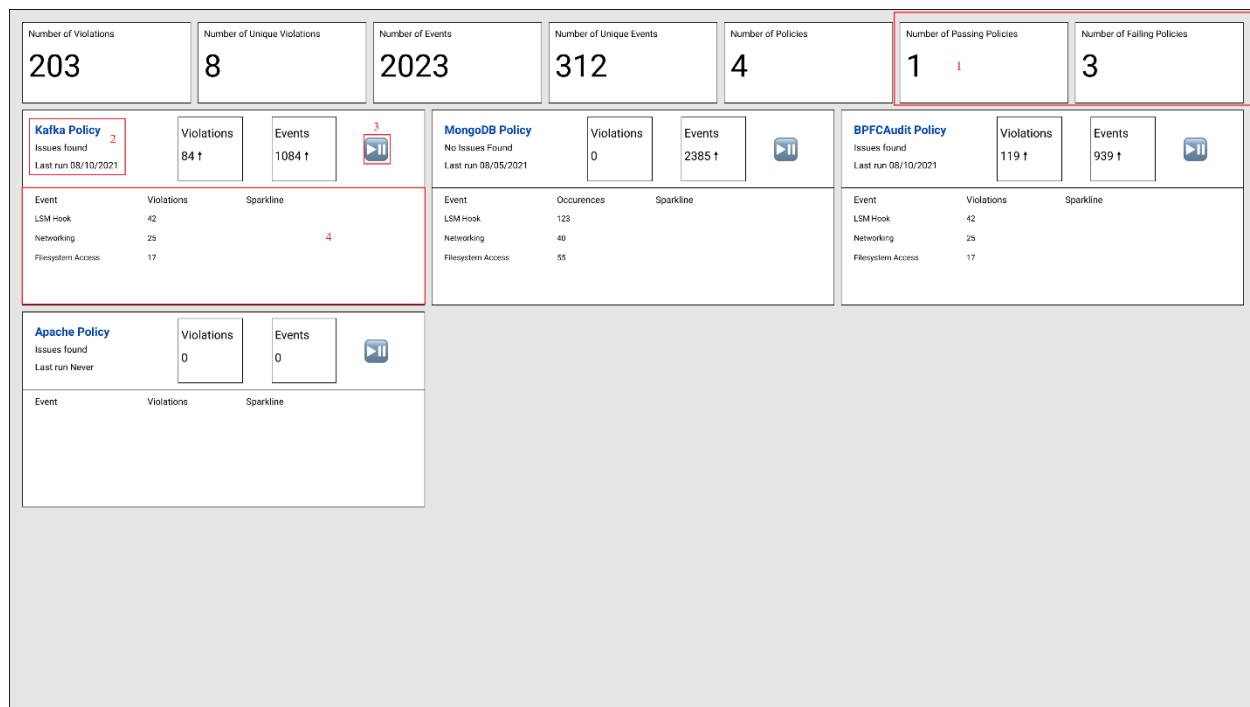 Number of Violations
203
Number of Unique Violations
8
Number of Events
2023
Number of Unique Events
312
Number of Policies
4
Number of Passing Policies
1
1
Number of Failing Policies
3
Kafka Policy
2
Issues found
Last run 08/10/2021
Violations
84 ↑
Events
1084 ↑
3
Event Violations Sparkline
LSM Hook 42
Networking 25
Filesystem Access 17
4
MongoDB Policy
No Issues Found
Last run 08/05/2021
Violations
0
Events
2385 ↑
Event Occurences Sparkline
LSM Hook 123
Networking 40
Filesystem Access 55
BPFCAudit Policy
Issues found
Last run 08/10/2021
Violations
119 ↑
Events
939 ↑
Event Violations Sparkline
LSM Hook 42
Networking 25
Filesystem Access 17
Apache Policy
Issues found
Last run Never
Violations
0
Events
0
Event Violations Sparkline